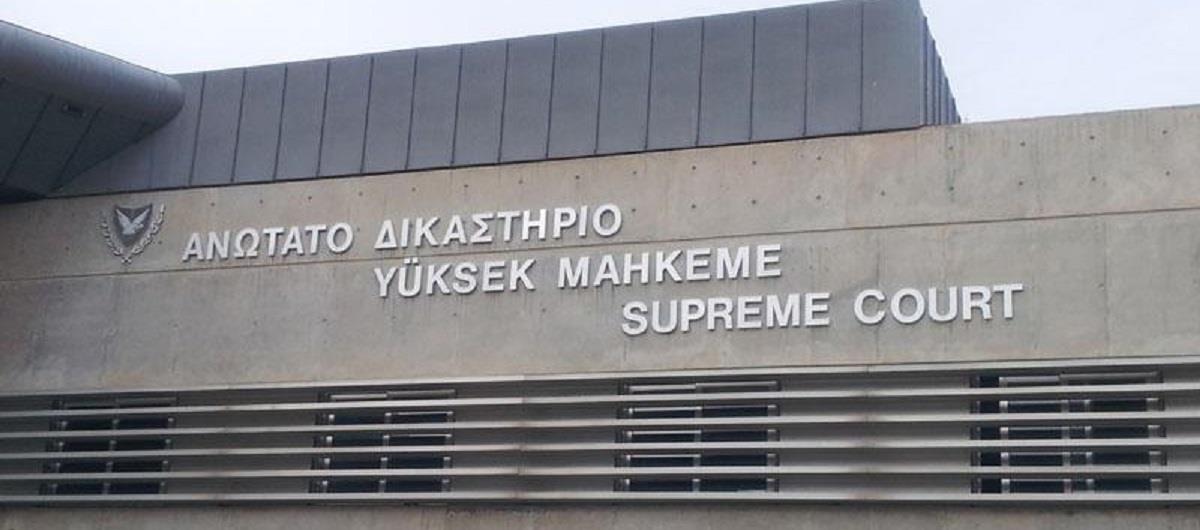 ΑΝΩΤΑΤΟ ΔΙΚΑΣΤΗΡΙΟ
YÜKSEK MAHKEME
SUPREME COURT